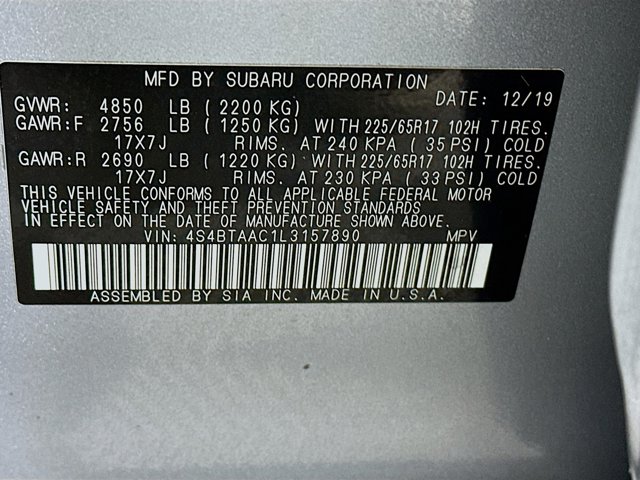 MFD BY SUBARU CORPORATION
GVWR: 4850 LB (2200 KG) DATE: 12/19
GAWR:F 2756 LB (1250 KG) WITH 225/65R17 102H TIRES.
17X7J RIMS. AT 240 KPA (35 PSI) COLD
GAWR:R 2690 LB (1220 KG) WITH 225/65R17 102H TIRES.
17X7J RIMS. AT 230 KPA (33 PSI) COLD
THIS VEHICLE CONFORMS TO ALL APPLICABLE FEDERAL MOTOR
VEHICLE SAFETY AND THEFT PREVENTION STANDARDS
IN EFFECT ON THE DATE OF MANUFACTURE SHOWN ABOVE.
VIN: 4S4BTAAC1L3157890 MPV
ASSEMBLED BY SIA INC. MADE IN U.S.A.